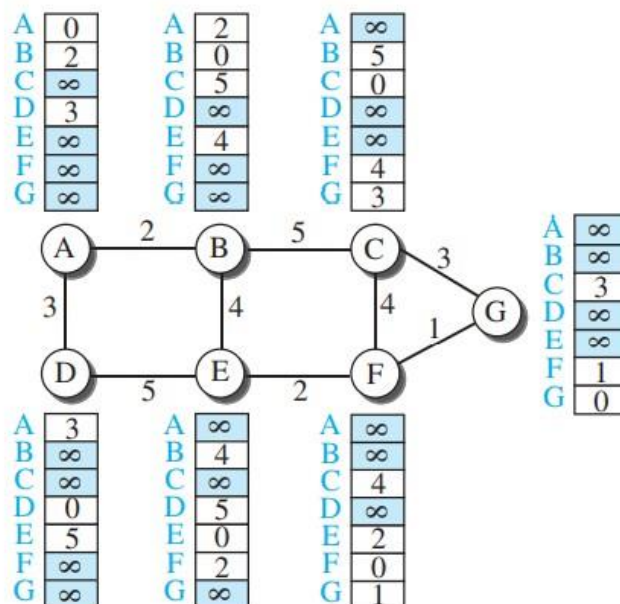 A 0
B 2
C ∞
D 3
E ∞
F ∞
G ∞
A 2
B 0
C 5
D ∞
E 4
F ∞
G ∞
A ∞
B 5
C 0
D ∞
E ∞
F 4
G 3
A 2 B 5 C
3
3 4 4 G
1
D 5 E 2 F
A ∞
B ∞
C 3
D ∞
E ∞
F 1
G 0
A 3
B ∞
C ∞
D 0
E 5
F ∞
G ∞
A ∞
B 4
C ∞
D 5
E 0
F 2
G ∞
A ∞
B ∞
C 4
D ∞
E 2
F 0
G 1